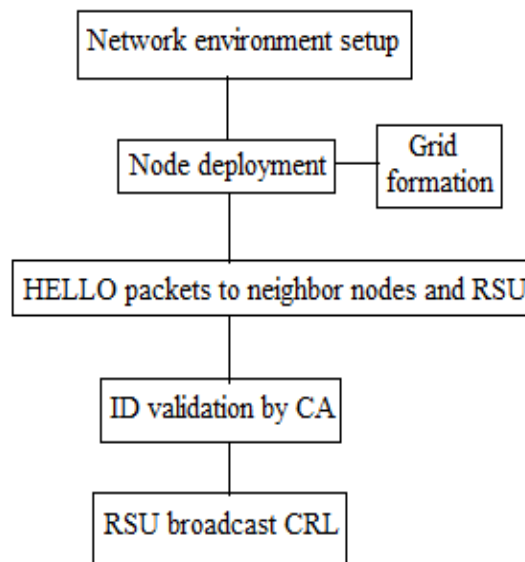 Network environment setup
Node deployment
Grid
formation
HELLO packets to neighbor nodes and RSU
ID validation by CA
RSU broadcast CRL